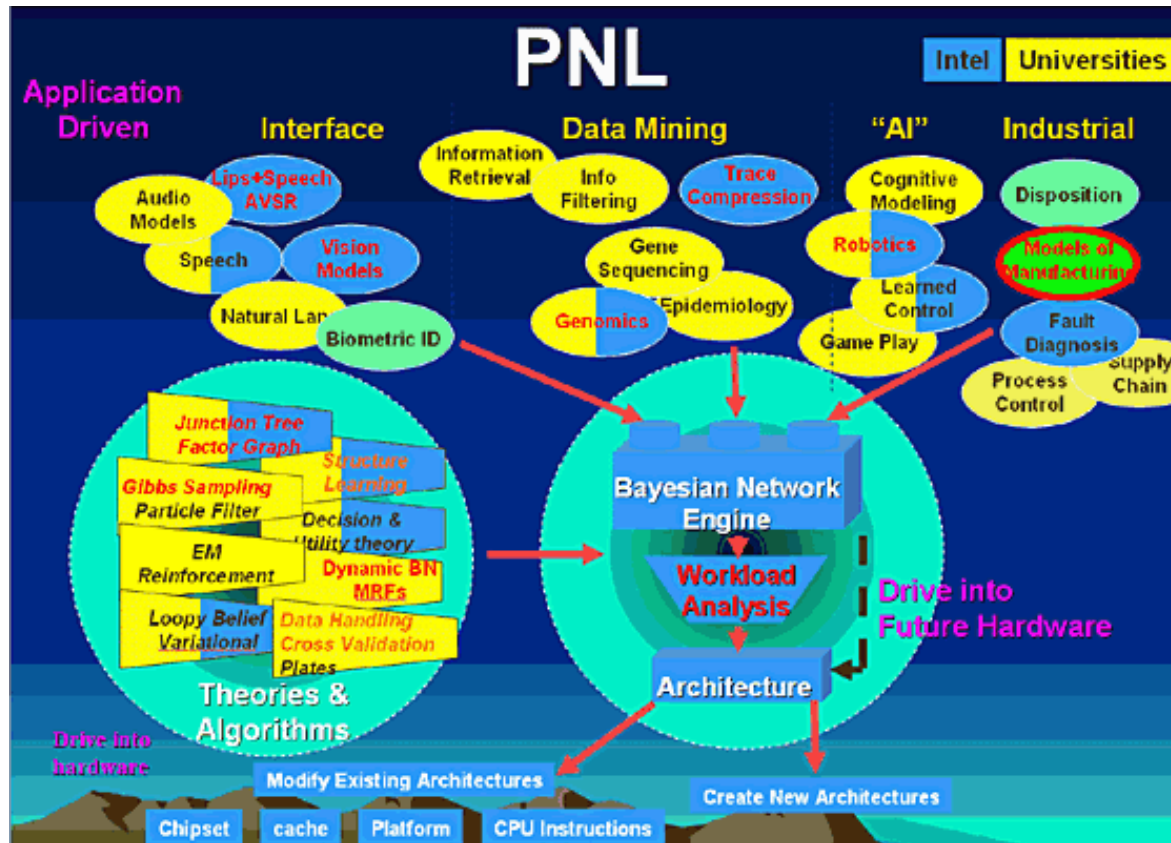 PNL
Intel
Universities
Application
Driven
Interface
Data Mining
“AI”
Industrial
Audio
Models
Lips+Speech
AVSR
Speech
Vision
Models
Natural Lan
Biometric ID
Information
Retrieval
Info
Filtering
Trace
Compression
Gene
Sequencing
Epidemiology
Genomics
Cognitive
Modeling
Robotics
Learned
Control
Game Play
Disposition
Models of
Manufacturing
Fault
Diagnosis
Supply
Chain
Process
Control
Junction Tree
Factor Graph
Structure
Learning
Gibbs Sampling
Particle Filter
Decision &
Utility theory
EM
Reinforcement
Dynamic BN
MRFs
Loopy Belief
Variational
Data Handling
Cross Validation
Plates
Theories &
Algorithms
Bayesian Network
Engine
Workload
Analysis
Architecture
Drive into
Future Hardware
Drive into
hardware
Modify Existing Architectures
Create New Architectures
Chipset
cache
Platform
CPU Instructions